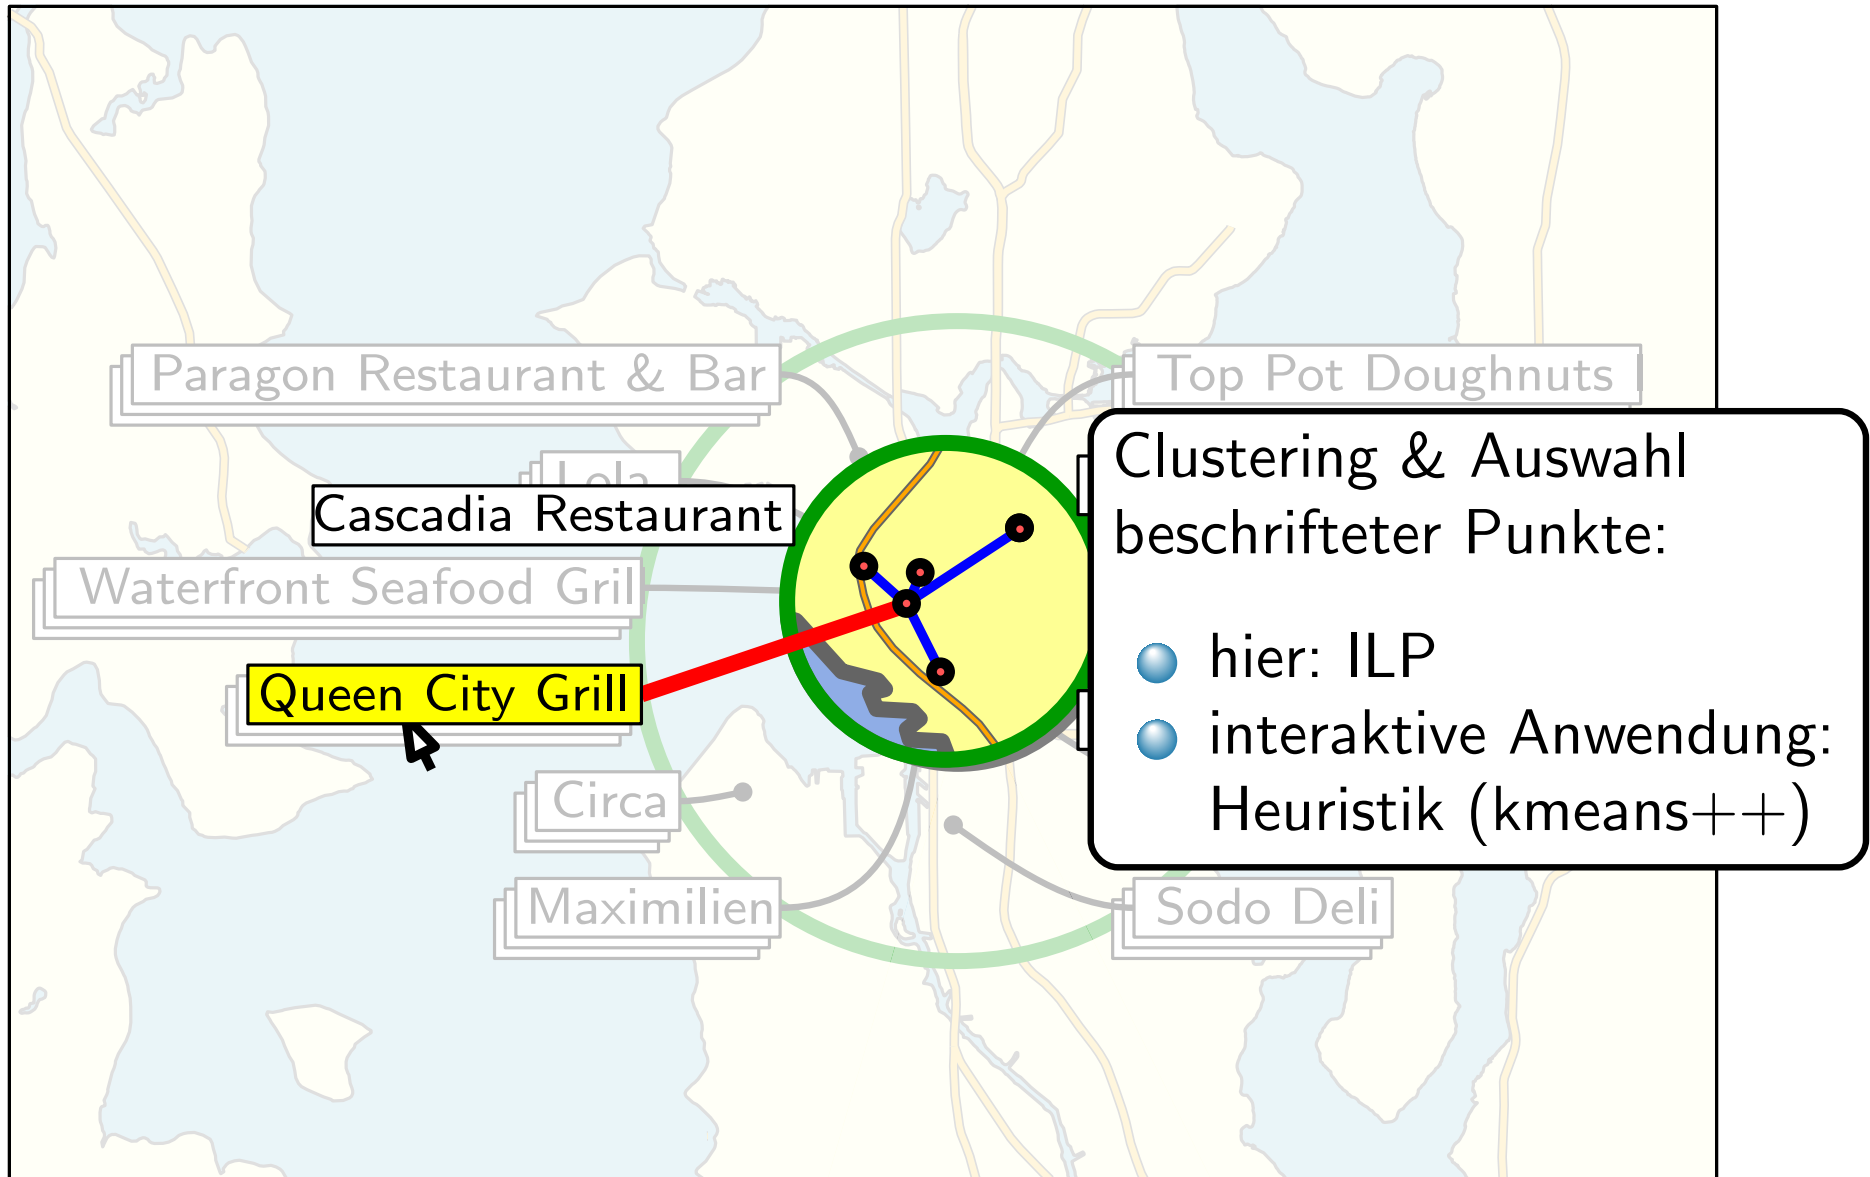 Paragon Restaurant & Bar
Top Pot Doughnuts
Lola
Cascadia Restaurant
Waterfront Seafood Gril
Queen City Grill
Circa
Maximilien
Sodo Deli
Clustering & Auswahl
beschrifteter Punkte:
hier: ILP
interaktive Anwendung:
Heuristik (kmeans++)